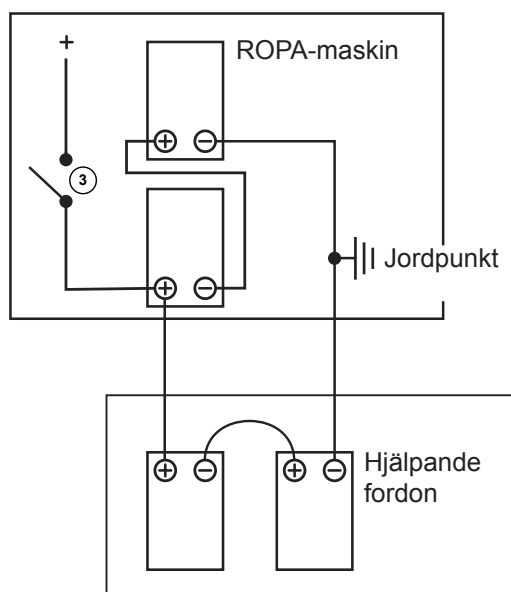 ROPA-maskin
+
3
+ −
+ −
Jordpunkt
+ − + −
Hjälpande
fordon